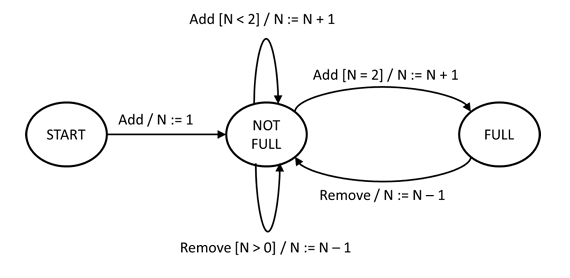 Add [N < 2] / N := N + 1
Add [N = 2] / N := N + 1
Add / N := 1
START
NOT
FULL
FULL
Remove / N := N – 1
Remove [N > 0] / N := N – 1